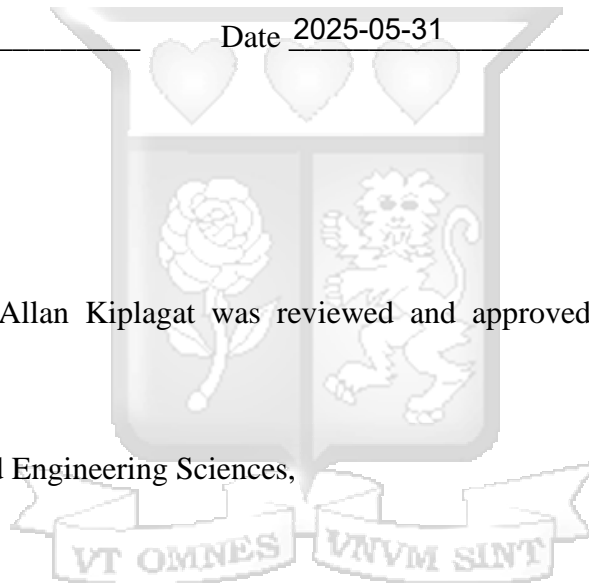 Date 2025-05-31
Allan Kiplagat was reviewed and approved
Engineering Sciences,
VT OMNES VNVM SINT